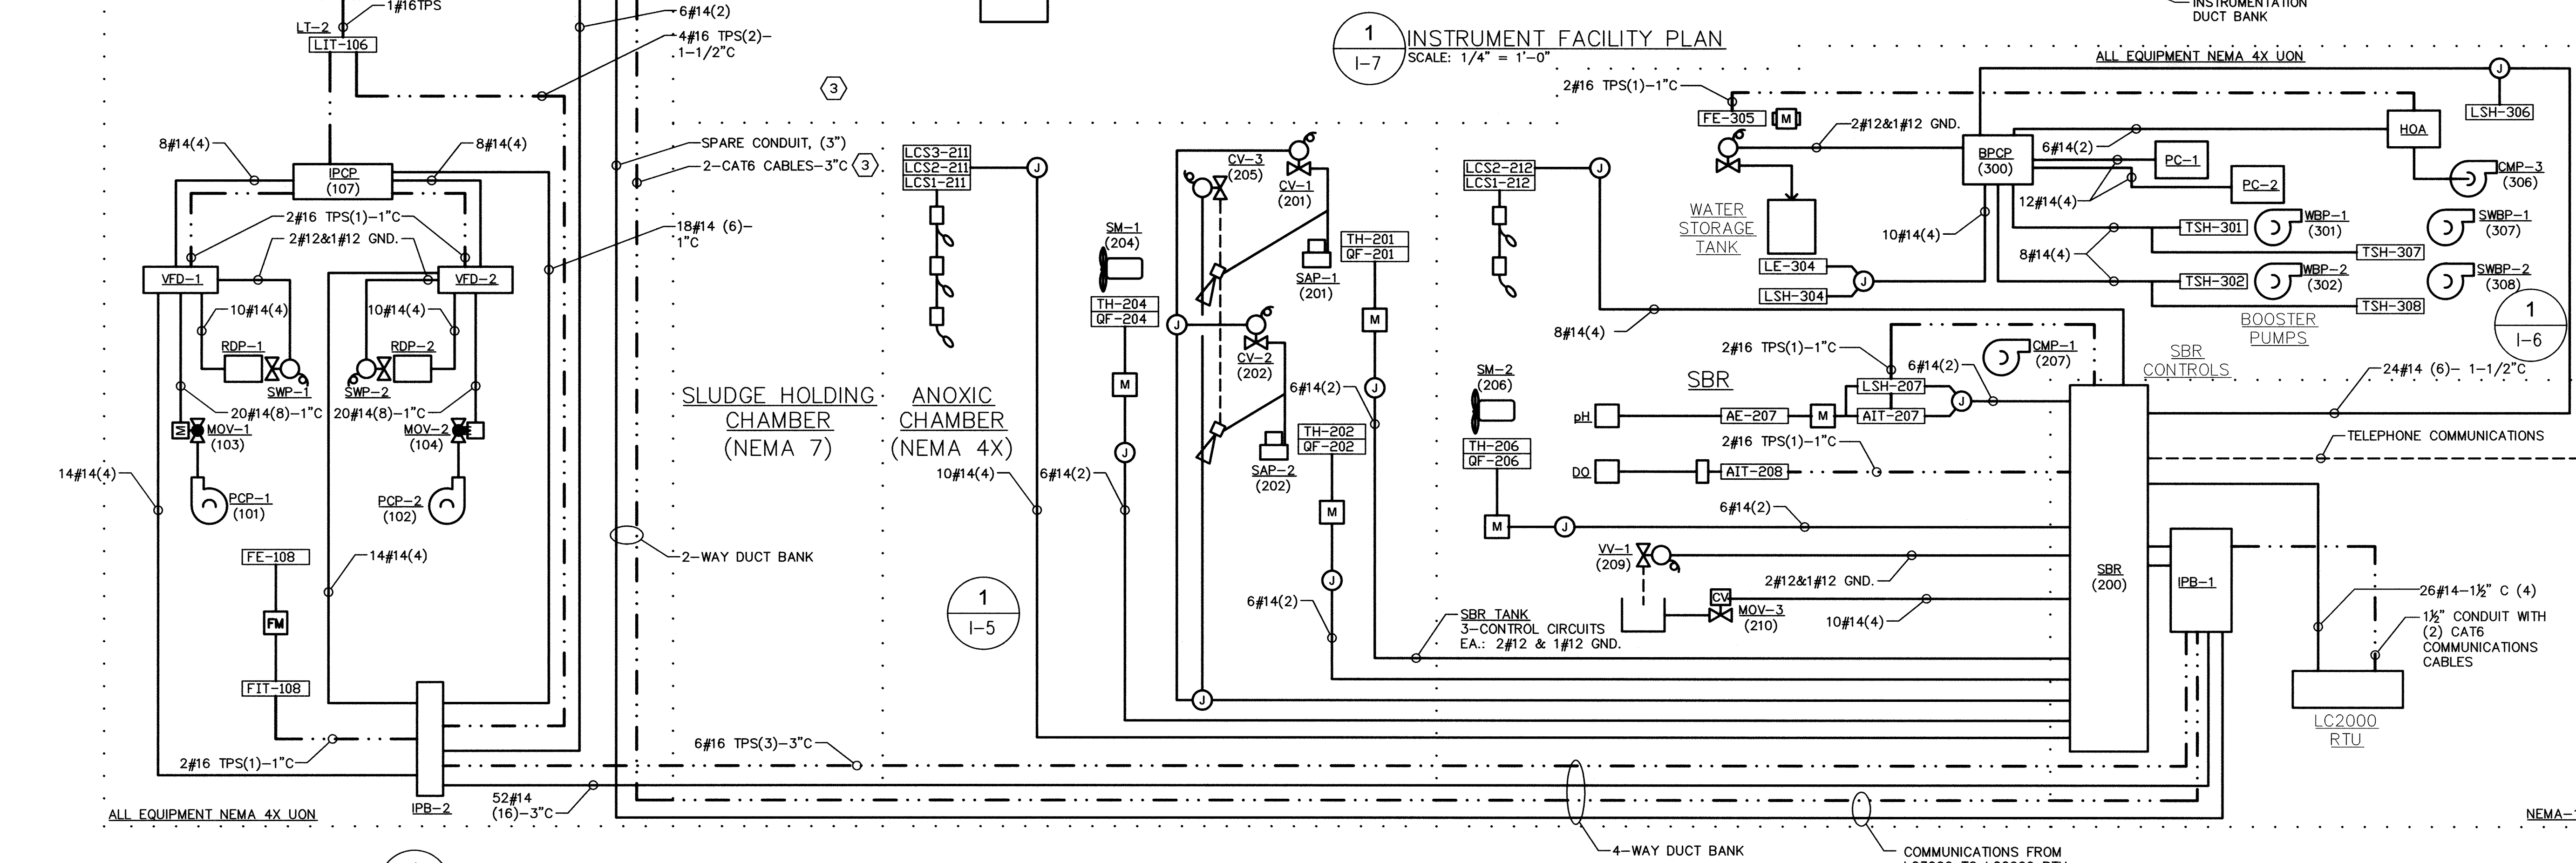 1#16TPS
LT-2
LIT-106
6#14(2)
4#16 TPS(2)-
1-1/2"C
3
8#14(4)
8#14(4)
IPCP
(107)
SPARE CONDUIT, (3")
2-CAT6 CABLES-3"C
3
2#16 TPS(1)-1"C
2#12&1#12 GND.
18#14 (6)-
1"C
VFD-1
VFD-2
10#14(4)
10#14(4)
RDP-1
RDP-2
SWP-1
SWP-2
20#14(8)-1"C
20#14(8)-1"C
M
MOV-1
(103)
MOV-2
(104)
14#14(4)
PCP-1
(101)
PCP-2
(102)
FE-108
14#14(4)
2-WAY DUCT BANK
FM
FIT-108
2#16 TPS(1)-1"C
6#16 TPS(3)-3"C
52#14
(16)-3"C
IPB-2
ALL EQUIPMENT NEMA 4X UON
SLUDGE HOLDING
CHAMBER
(NEMA 7)
ANOXIC
CHAMBER
(NEMA 4X)
1
I-7
INSTRUMENT FACILITY PLAN
SCALE: 1/4" = 1'-0"
LCS3-211
LCS2-211
LCS1-211
J
SM-1
(204)
TH-204
QF-204
M
J
10#14(4)
6#14(2)
1
I-5
CV-3
(205)
CV-1
(201)
SAP-1
(201)
J
CV-2
(202)
SAP-2
(202)
J
TH-201
QF-201
M
6#14(2)
J
TH-202
QF-202
M
J
6#14(2)
SBR TANK
3-CONTROL CIRCUITS
EA.: 2#12 & 1#12 GND.
LCS2-212
LCS1-212
J
8#14(4)
SM-2
(206)
TH-206
QF-206
M
J
6#14(2)
INSTRUMENTATION
DUCT BANK
ALL EQUIPMENT NEMA 4X UON
2#16 TPS(1)-1"C
FE-305
M
2#12&1#12 GND.
WATER
STORAGE
TANK
LE-304
LSH-304
J
10#14(4)
BPCP
(300)
6#14(2)
12#14(4)
8#14(4)
PC-1
PC-2
HOA
J
LSH-306
CMP-3
(306)
TSH-301
WBP-1
(301)
SWBP-1
(307)
TSH-307
TSH-302
WBP-2
(302)
SWBP-2
(308)
TSH-308
BOOSTER
PUMPS
1
I-6
SBR
2#16 TPS(1)-1"C
6#14(2)
CMP-1
(207)
SBR
CONTROLS
24#14 (6)- 1-1/2"C
pH
AE-207
M
LSH-207
AIT-207
J
2#16 TPS(1)-1"C
DO
AIT-208
TELEPHONE COMMUNICATIONS
VV-1
(209)
2#12&1#12 GND.
CV
MOV-3
(210)
10#14(4)
SBR
(200)
IPB-1
26#14-1½" C (4)
1½" CONDUIT WITH
(2) CAT6
COMMUNICATIONS
CABLES
LC2000
RTU
4-WAY DUCT BANK
COMMUNICATIONS FROM